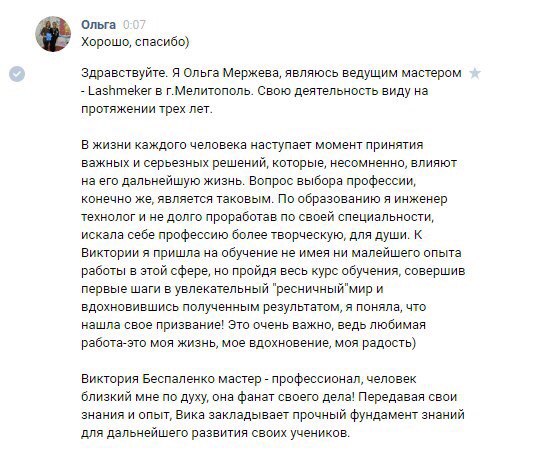 Ольга 0:07
Хорошо, спасибо)
Здравствуйте. Я Ольга Мержева, являюсь ведущим мастером
- Lashmeker в г.Мелитополь. Свою деятельность виду на
протяжении трех лет.
В жизни каждого человека наступает момент принятия
важных и серьезных решений, которые, несомненно, влияют
на его дальнейшую жизнь. Вопрос выбора профессии,
конечно же, является таковым. По образованию я инженер
технолог и не долго проработав по своей специальности,
искала себе профессию более творческую, для души. К
Виктории я пришла на обучение не имея ни малейшего опыта
работы в этой сфере, но пройдя весь курс обучения, совершив
первые шаги в увлекательный "ресничный"мир и
вдохновившись полученным результатом, я поняла, что
нашла свое призвание! Это очень важно, ведь любимая
работа-это моя жизнь, мое вдохновение, моя радость)
Виктория Беспаленко мастер - профессионал, человек
близкий мне по духу, она фанат своего дела! Передавая свои
знания и опыт, Вика закладывает прочный фундамент знаний
для дальнейшего развития своих учеников.